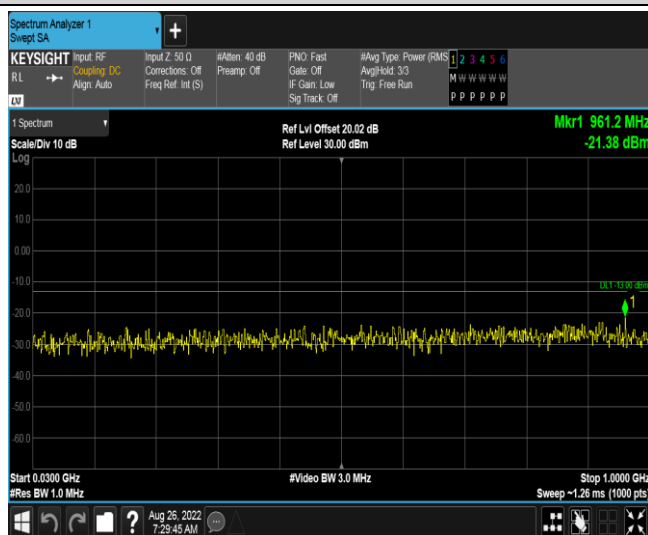 Spectrum Analyzer 1
Swept SA
+
KEYSIGHT
RL
LXI
Input: RF
Coupling: DC
Align: Auto
Input Z: 50 Ω
Corrections: Off
Freq Ref: Int (S)
#Atten: 40 dB
Preamp: Off
PNO: Fast
Gate: Off
IF Gain: Low
Sig Track: Off
#Avg Type: Power (RMS
Avg|Hold: 3/3
Trig: Free Run
1 2 3 4 5 6
M W W W W W
P P P P P P
1 Spectrum
Scale/Div 10 dB
Log
Ref Lvl Offset 20.02 dB
Ref Level 30.00 dBm
Mkr1 961.2 MHz
-21.38 dBm
20.0
10.0
0.00
-10.0
DL1 -13.00 dBm
1
-20.0
-30.0
-40.0
-50.0
-60.0
Start 0.0300 GHz
#Video BW 3.0 MHz
Stop 1.0000 GHz
#Res BW 1.0 MHz
Sweep ~1.26 ms (1000 pts)
?
Aug 26, 2022
7:29:45 AM